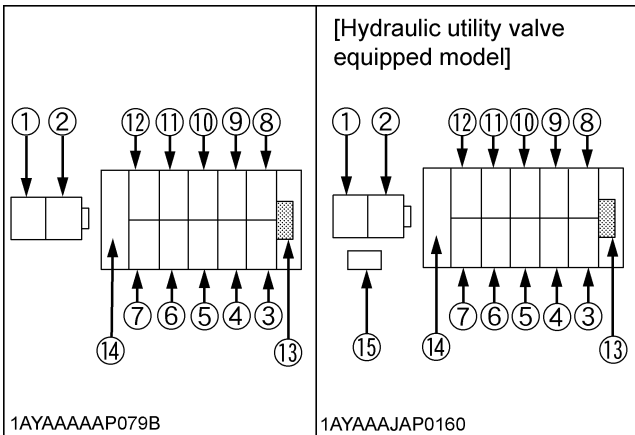 ① ② ⑫ ⑪ ⑩ ⑨ ⑧
⑦ ⑥ ⑤ ④ ③
⑭ ⑬
1AYAAAAAP079B
[Hydraulic utility valve
equipped model]
① ② ⑫ ⑪ ⑩ ⑨ ⑧
⑦ ⑥ ⑤ ④ ③
⑮ ⑭ ⑬
1AYAAAJAP0160